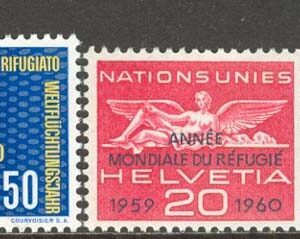 RIFUGIATO
WELTFLÜCHTLINGSJAHR
50
COURVOISIER S.A.
NATIONS UNIES
ANNÉE
MONDIALE DU RÉFUGIÉ
HELVETIA
1959 20 1960